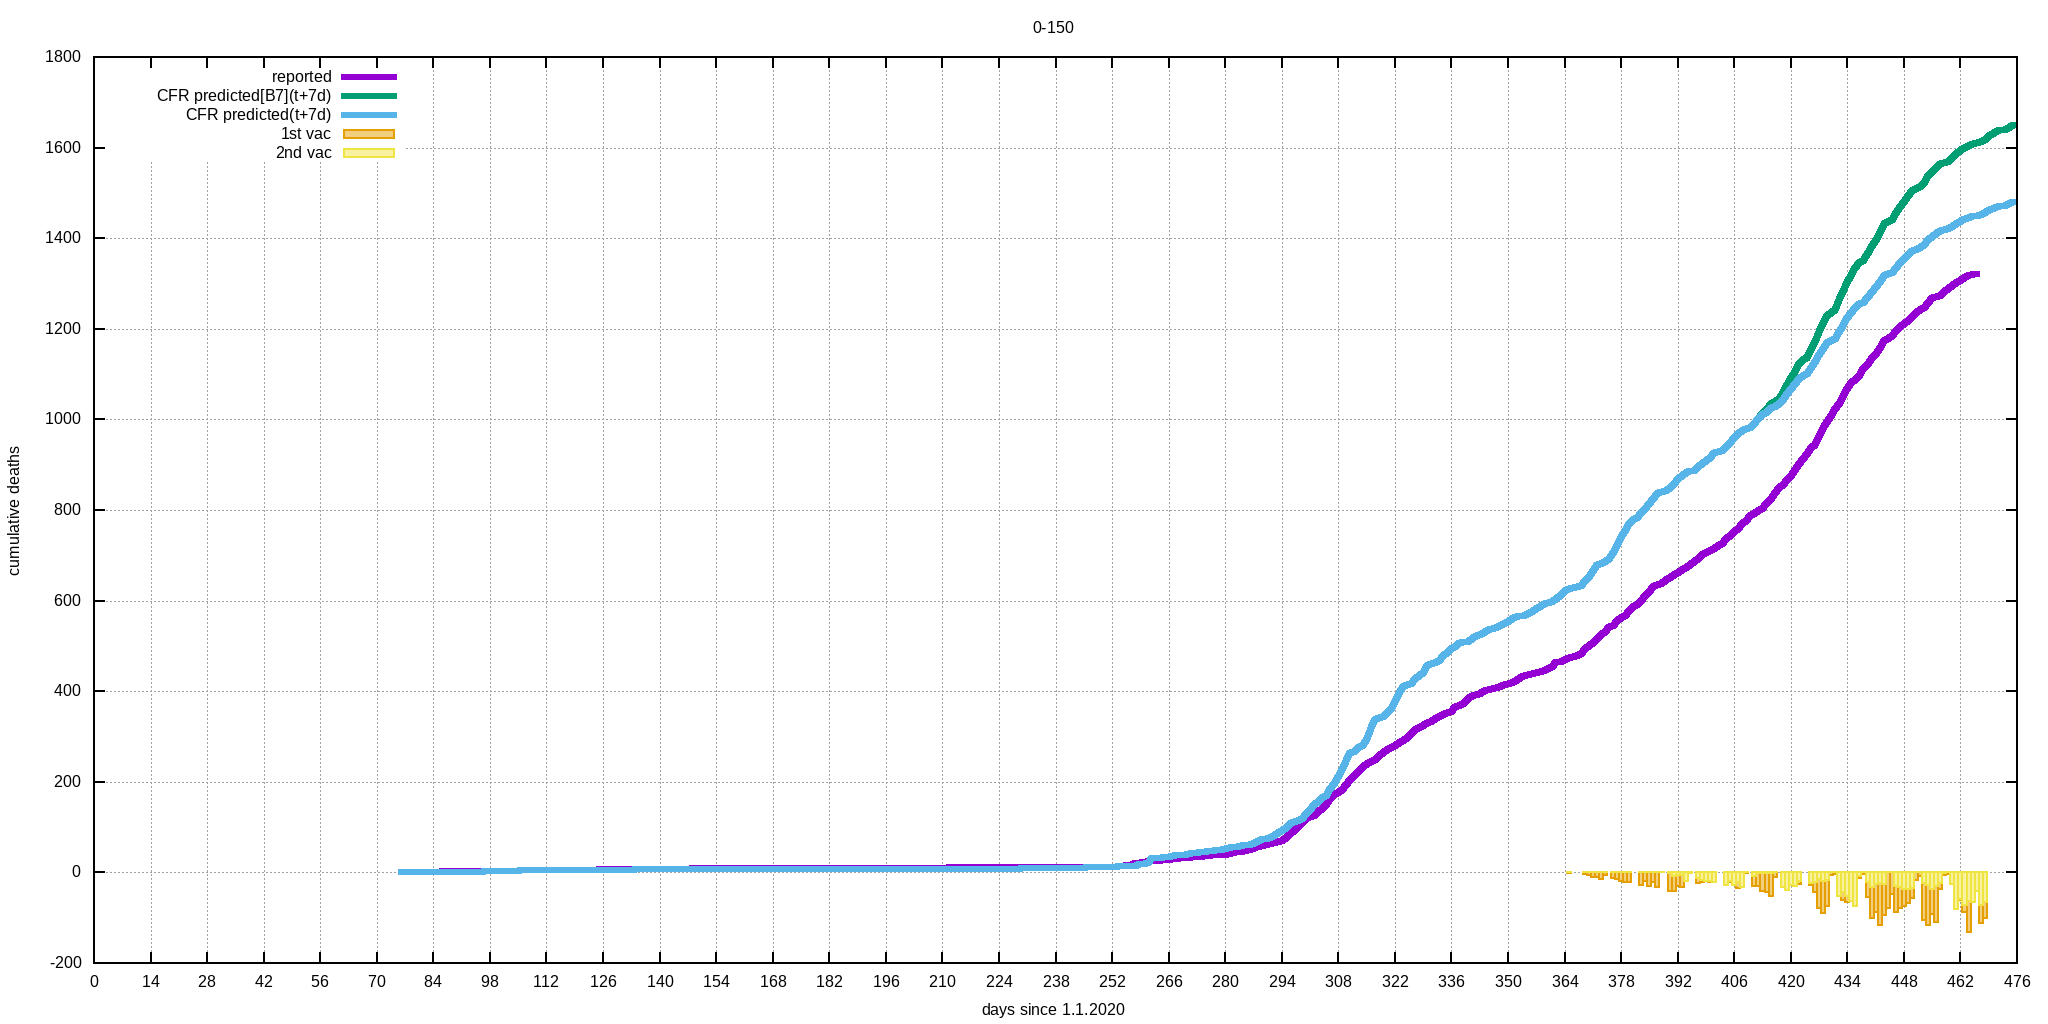 0-150
1800
1600
1400
1200
1000
800
600
400
200
0
-200
cumulative deaths
reported
CFR predicted[B7](t+7d)
CFR predicted(t+7d)
1st vac
2nd vac
0 14 28 42 56 70 84 98 112 126 140 154 168 182 196 210 224 238 252 266 280 294 308 322 336 350 364 378 392 406 420 434 448 462 476
days since 1.1.2020